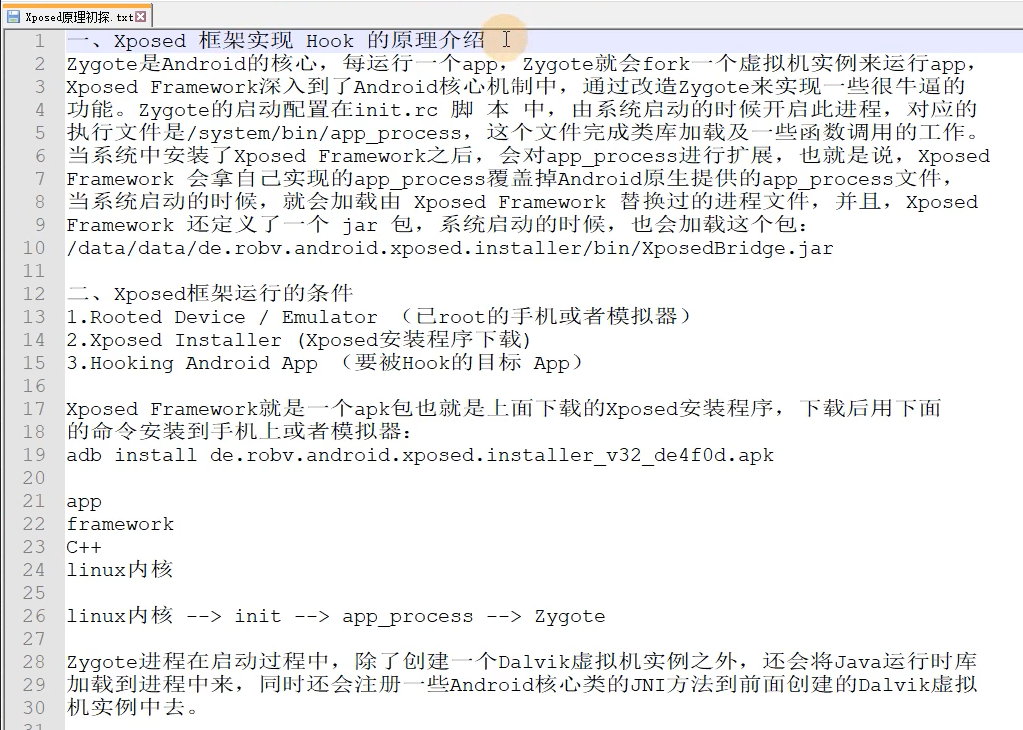 Xposed原理初探.txt
1 一、Xposed 框架实现 Hook 的原理介绍
2 Zygote是Android的核心，每运行一个app，Zygote就会fork一个虚拟机实例来运行app，
3 Xposed Framework深入到了Android核心机制中，通过改造Zygote来实现一些很牛逼的
4 功能。Zygote的启动配置在init.rc 脚 本 中，由系统启动的时候开启此进程，对应的
5 执行文件是/system/bin/app_process，这个文件完成类库加载及一些函数调用的工作。
6 当系统中安装了Xposed Framework之后，会对app_process进行扩展，也就是说，Xposed
7 Framework 会拿自己实现的app_process覆盖掉Android原生提供的app_process文件，
8 当系统启动的时候，就会加载由 Xposed Framework 替换过的进程文件，并且，Xposed
9 Framework 还定义了一个 jar 包，系统启动的时候，也会加载这个包：
10 /data/data/de.robv.android.xposed.installer/bin/XposedBridge.jar
11
12 二、Xposed框架运行的条件
13 1.Rooted Device / Emulator （已root的手机或者模拟器）
14 2.Xposed Installer (Xposed安装程序下载)
15 3.Hooking Android App （要被Hook的目标 App）
16
17 Xposed Framework就是一个apk包也就是上面下载的Xposed安装程序，下载后用下面
18 的命令安装到手机上或者模拟器：
19 adb install de.robv.android.xposed.installer_v32_de4f0d.apk
20
21 app
22 framework
23 C++
24 linux内核
25
26 linux内核 --> init --> app_process --> Zygote
27
28 Zygote进程在启动过程中，除了创建一个Dalvik虚拟机实例之外，还会将Java运行时库
29 加载到进程中来，同时还会注册一些Android核心类的JNI方法到前面创建的Dalvik虚拟
30 机实例中去。
31